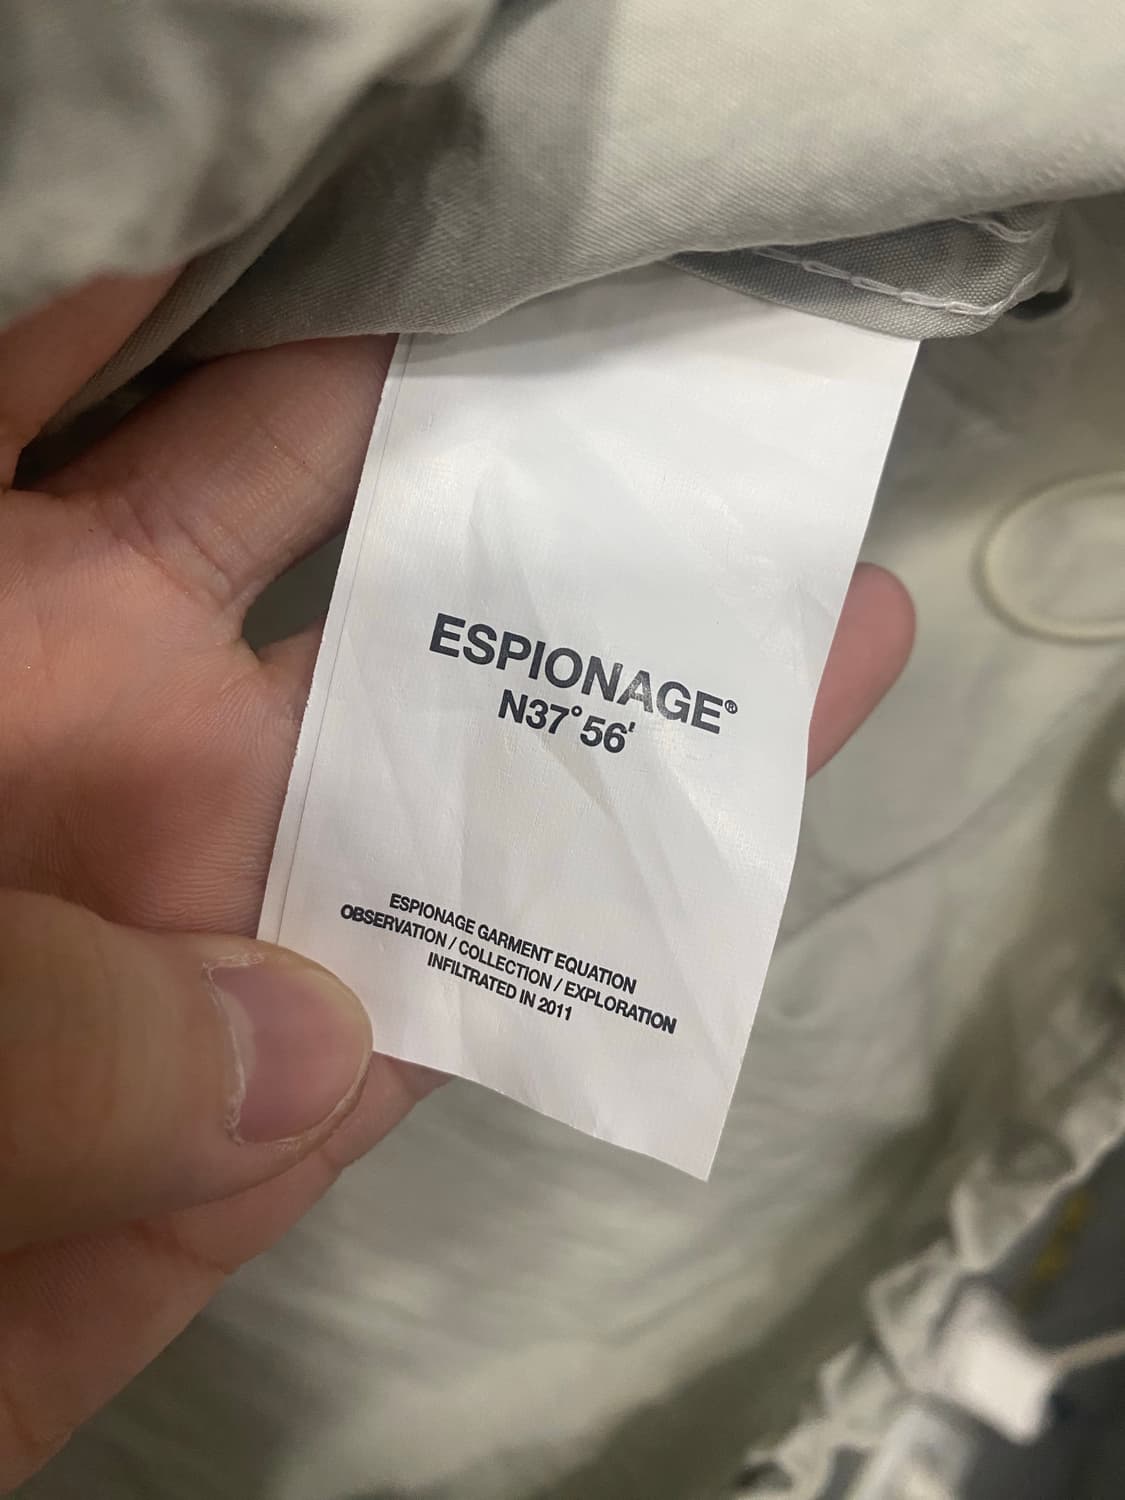 ESPIONAGE®
N37°56'
ESPIONAGE GARMENT EQUATION
OBSERVATION / COLLECTION / EXPLORATION
INFILTRATED IN 2011